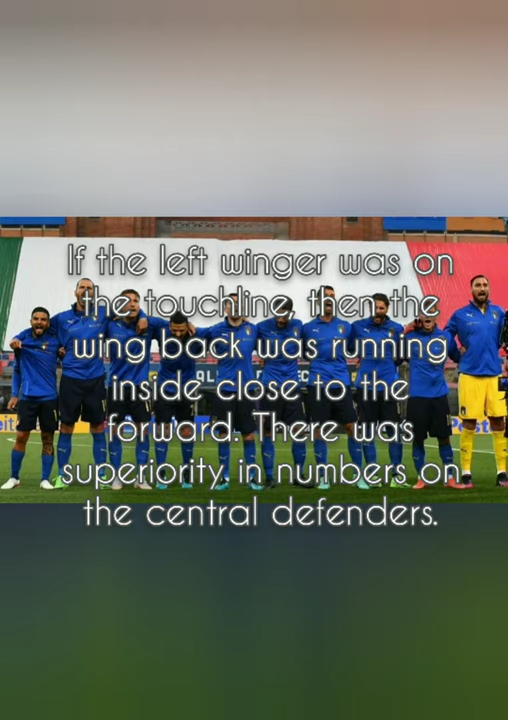 If the left winger was on
the touchline, then the
wing back was running
inside close to the
forward. There was
superiority in numbers on
the central defenders.